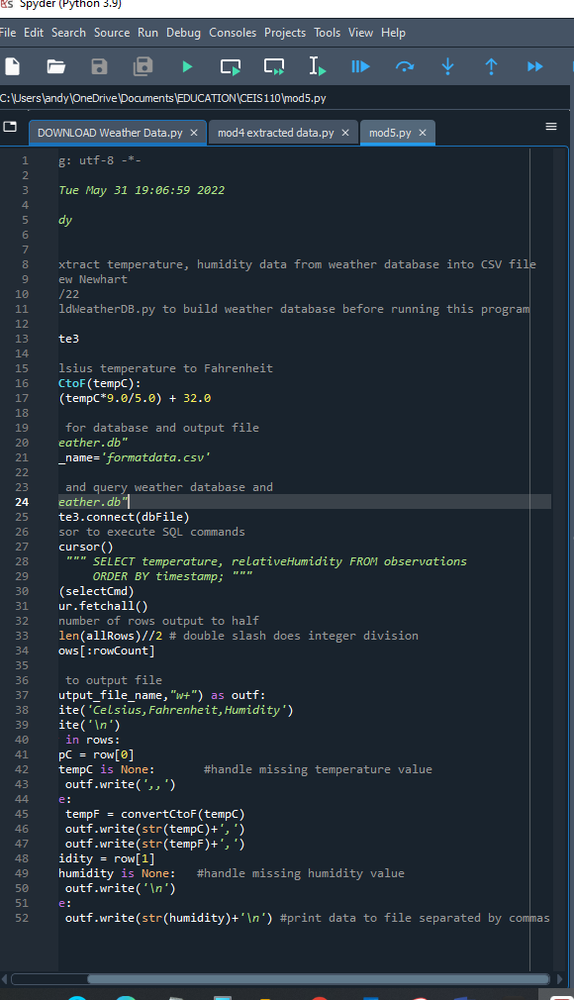 Spyder (Python 3.9)
File Edit Search Source Run Debug Consoles Projects Tools View Help
C:\Users\andy\OneDrive\Documents\EDUCATION\CEIS110\mod5.py
DOWNLOAD Weather Data.py × mod4 extracted data.py × mod5.py ×
1 g: utf-8 -*-
2
3 Tue May 31 19:06:59 2022
4
5 dy
6
7
8 xtract temperature, humidity data from weather database into CSV file
9 ew Newhart
10 /22
11 ldWeatherDB.py to build weather database before running this program
12
13 te3
14
15 lsius temperature to Fahrenheit
16 CtoF(tempC):
17 (tempC*9.0/5.0) + 32.0
18
19 for database and output file
20 eather.db"
21 _name='formatdata.csv'
22
23 and query weather database and
24 eather.db"
25 te3.connect(dbFile)
26 sor to execute SQL commands
27 cursor()
28 """ SELECT temperature, relativeHumidity FROM observations
29 ORDER BY timestamp; """
30 (selectCmd)
31 ur.fetchall()
32 number of rows output to half
33 len(allRows)//2 # double slash does integer division
34 ows[:rowCount]
35
36 to output file
37 utput_file_name,"w+") as outf:
38 ite('Celsius,Fahrenheit,Humidity')
39 ite('\n')
40 in rows:
41 pC = row[0]
42 tempC is None: #handle missing temperature value
43 outf.write(',,')
44 e:
45 tempF = convertCtoF(tempC)
46 outf.write(str(tempC)+',')
47 outf.write(str(tempF)+',')
48 idity = row[1]
49 humidity is None: #handle missing humidity value
50 outf.write('\n')
51 e:
52 outf.write(str(humidity)+'\n') #print data to file separated by commas